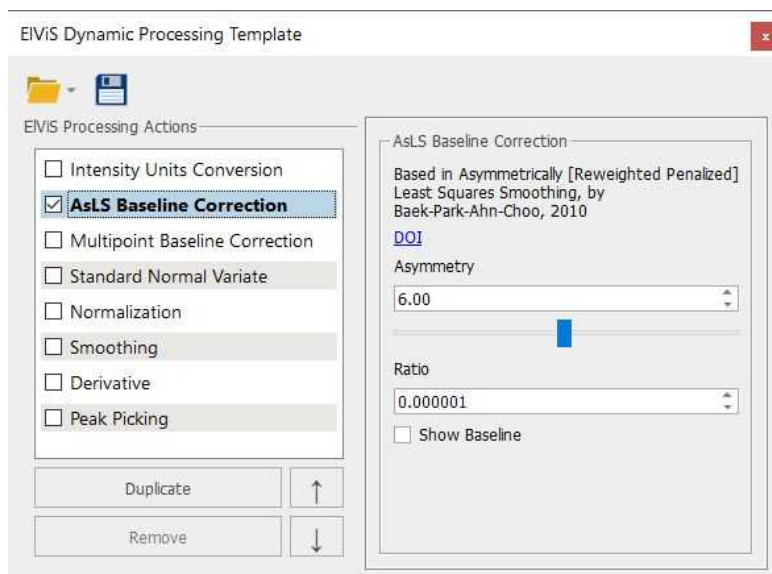 ElViS Dynamic Processing Template
x
ElViS Processing Actions
Intensity Units Conversion
AsLS Baseline Correction
Multipoint Baseline Correction
Standard Normal Variate
Normalization
Smoothing
Derivative
Peak Picking
Duplicate
↑
Remove
↓
AsLS Baseline Correction
Based in Asymmetrically [Reweighted Penalized]
Least Squares Smoothing, by
Baek-Park-Ahn-Choo, 2010
DOI
Asymmetry
6.00
Ratio
0.000001
Show Baseline